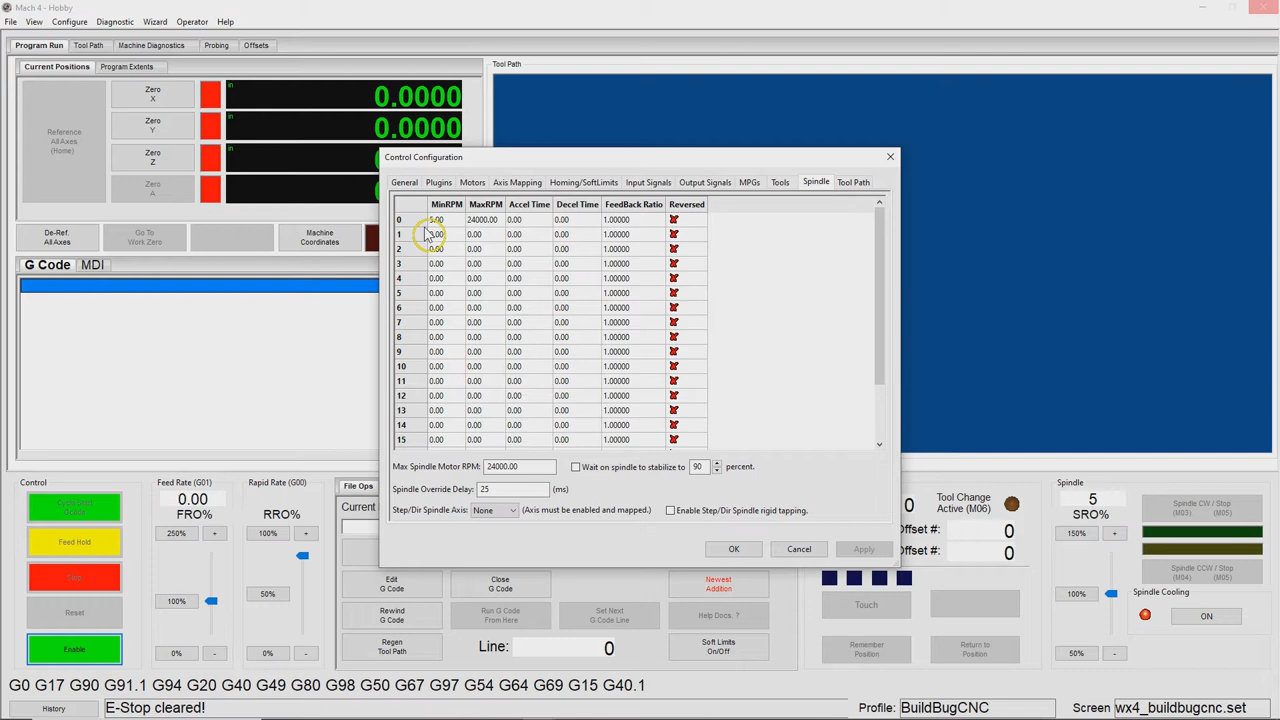 Mach 4 - Hobby
File View Configure Diagnostic Wizard Operator Help
Program Run Tool Path Machine Diagnostics Probing Offsets
Current Positions Program Extents
Tool Path
Reference
All Axes
(Home)
Zero
X
in
0.0000
Zero
Y
in
0.0000
Zero
Z
Zero
A
De-Ref.
All Axes
Go To
Work Zero
Machine
Coordinates
G Code MDI
Control Configuration
General Plugins Motors Axis Mapping Homing/SoftLimits Input Signals Output Signals MPGs Tools Spindle Tool Path
MinRPM MaxRPM Accel Time Decel Time FeedBack Ratio Reversed
0 5.00 24000.00 0.00 0.00 1.00000
1 0.00 0.00 0.00 0.00 1.00000
2 0.00 0.00 0.00 0.00 1.00000
3 0.00 0.00 0.00 0.00 1.00000
4 0.00 0.00 0.00 0.00 1.00000
5 0.00 0.00 0.00 0.00 1.00000
6 0.00 0.00 0.00 0.00 1.00000
7 0.00 0.00 0.00 0.00 1.00000
8 0.00 0.00 0.00 0.00 1.00000
9 0.00 0.00 0.00 0.00 1.00000
10 0.00 0.00 0.00 0.00 1.00000
11 0.00 0.00 0.00 0.00 1.00000
12 0.00 0.00 0.00 0.00 1.00000
13 0.00 0.00 0.00 0.00 1.00000
14 0.00 0.00 0.00 0.00 1.00000
15 0.00 0.00 0.00 0.00 1.00000
Max Spindle Motor RPM: 24000.00 Wait on spindle to stabilize to 90 percent.
Spindle Override Delay: 25 (ms)
Step/Dir Spindle Axis: None (Axis must be enabled and mapped.) Enable Step/Dir Spindle rigid tapping.
OK Cancel Apply
Control
Cycle Start
Feed Hold
Stop
Reset
Enable
Feed Rate (G01)
0.00
FRO%
250% +
100%
0% -
Rapid Rate (G00)
RRO%
100% +
50%
0% -
File Ops
Current
Edit
G Code
Close
G Code
Newest
Addition
Rewind
G Code
Run G Code
From Here
Set Next
G Code Line
Help Docs. ?
Regen
Tool Path
Line: 0
Soft Limits
On/Off
0 Tool Change
Active (M06)
Offset #: 0
Offset #: 0
Touch
Remember
Position
Return to
Position
Spindle
5
SRO%
150% +
100%
50% -
Spindle CW / Stop
(M03) (M05)
Spindle CCW / Stop
(M04) (M05)
Spindle Cooling
ON
G0 G17 G90 G91.1 G94 G20 G40 G49 G80 G98 G50 G67 G97 G54 G64 G69 G15 G40.1
History E-Stop cleared! Profile: BuildBugCNC Screen wx4_buildbugcnc.set